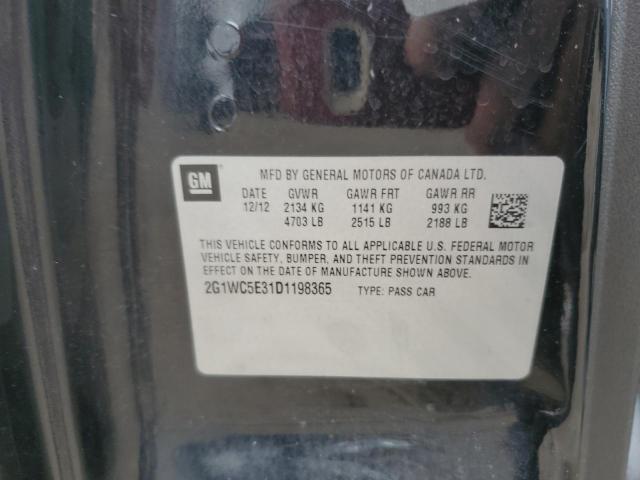 GM
MFD BY GENERAL MOTORS OF CANADA LTD.
DATE GVWR GAWR FRT GAWR RR
12/12 2134 KG 1141 KG 993 KG
4703 LB 2515 LB 2188 LB
THIS VEHICLE CONFORMS TO ALL APPLICABLE U.S. FEDERAL MOTOR
VEHICLE SAFETY, BUMPER, AND THEFT PREVENTION STANDARDS IN
EFFECT ON THE DATE OF MANUFACTURE SHOWN ABOVE.
2G1WC5E31D1198365 TYPE: PASS CAR